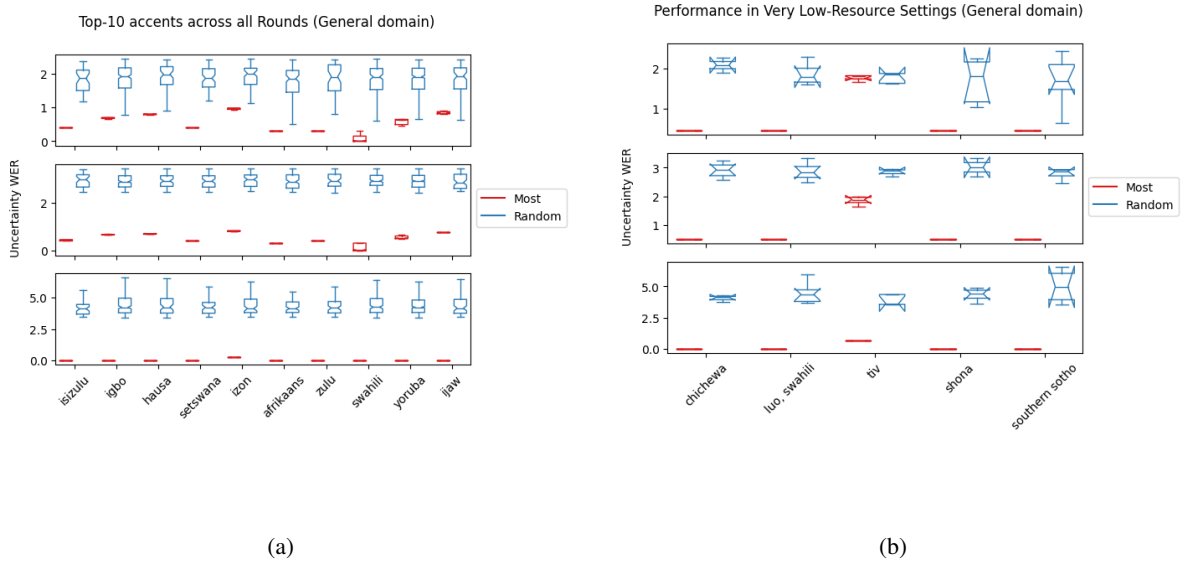 Top-10 accents across all Rounds (General domain)
Uncertainty WER
2
1
0
2
0
5.0
2.5
0.0
isizulu
igbo
hausa
setswana
izon
afrikaans
zulu
swahili
yoruba
ijaw
Most
Random
(a)
Performance in Very Low-Resource Settings (General domain)
Uncertainty WER
2
1
3
2
1
5.0
2.5
0.0
chichewa
luo, swahili
tiv
shona
southern sotho
Most
Random
(b)